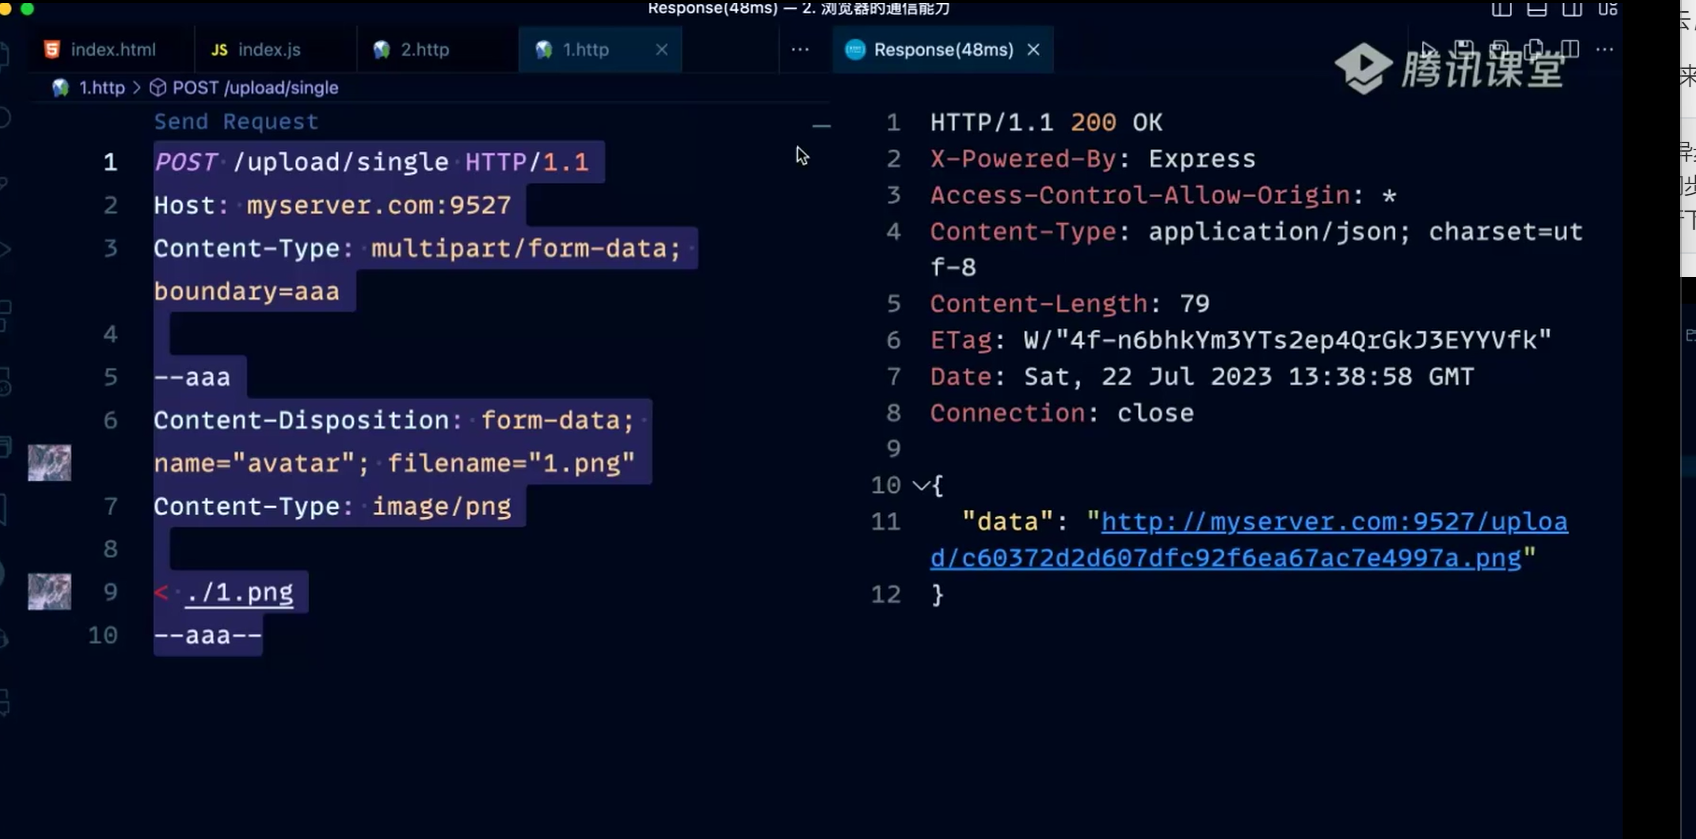 Response(48ms) — 2. 浏览器的通信能力
index.html
JS index.js
2.http
1.http
Response(48ms)
腾讯课堂
1.http > POST /upload/single
Send Request
1 POST /upload/single HTTP/1.1
2 Host: myserver.com:9527
3 Content-Type: multipart/form-data;
boundary=aaa
4
5 --aaa
6 Content-Disposition: form-data;
name="avatar"; filename="1.png"
7 Content-Type: image/png
8
9 < ./1.png
10 --aaa--
1 HTTP/1.1 200 OK
2 X-Powered-By: Express
3 Access-Control-Allow-Origin: *
4 Content-Type: application/json; charset=ut
f-8
5 Content-Length: 79
6 ETag: W/"4f-n6bhkYm3YTs2ep4QrGkJ3EYYVfk"
7 Date: Sat, 22 Jul 2023 13:38:58 GMT
8 Connection: close
9
10 {
11 "data": "http://myserver.com:9527/uploa
d/c60372d2d607dfc92f6ea67ac7e4997a.png"
12 }
来